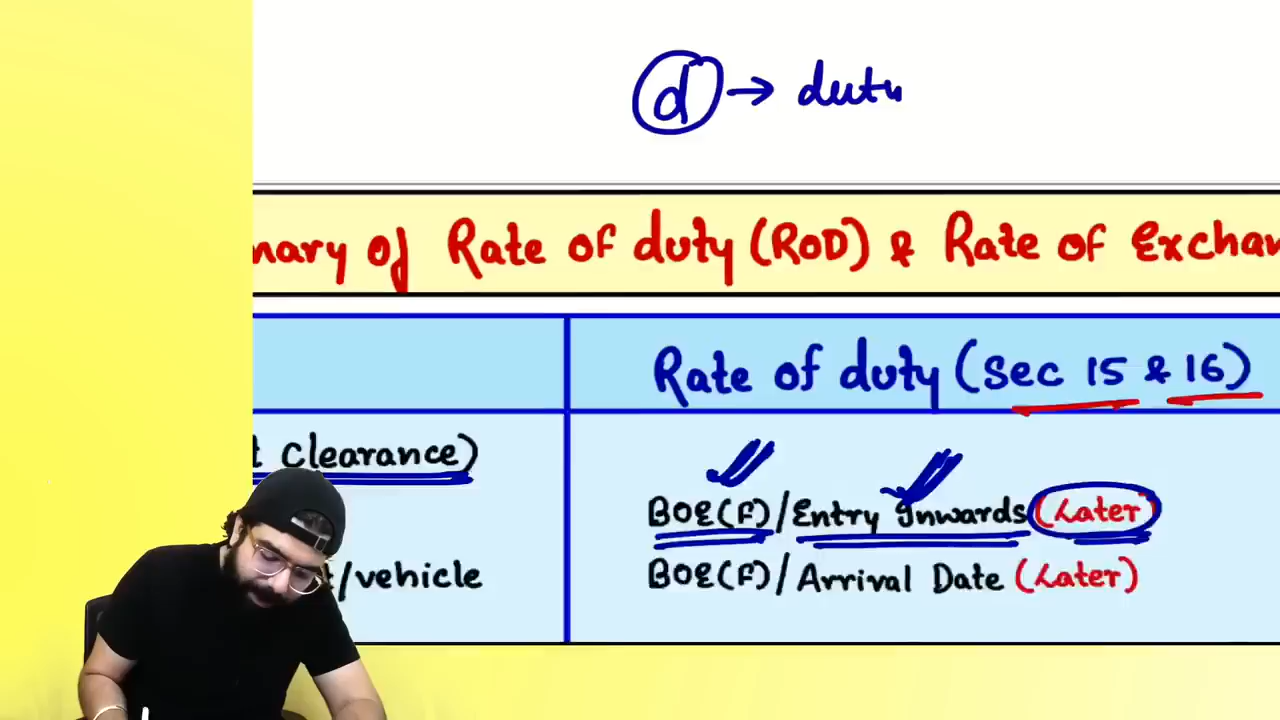 d → duty
mary of Rate of duty (ROD) & Rate of Exchan
Rate of duty (Sec 15 & 16)
t Clearance)
BOE(F)/Entry Inwards (Later)
/vehicle BOE(F)/Arrival Date (Later)